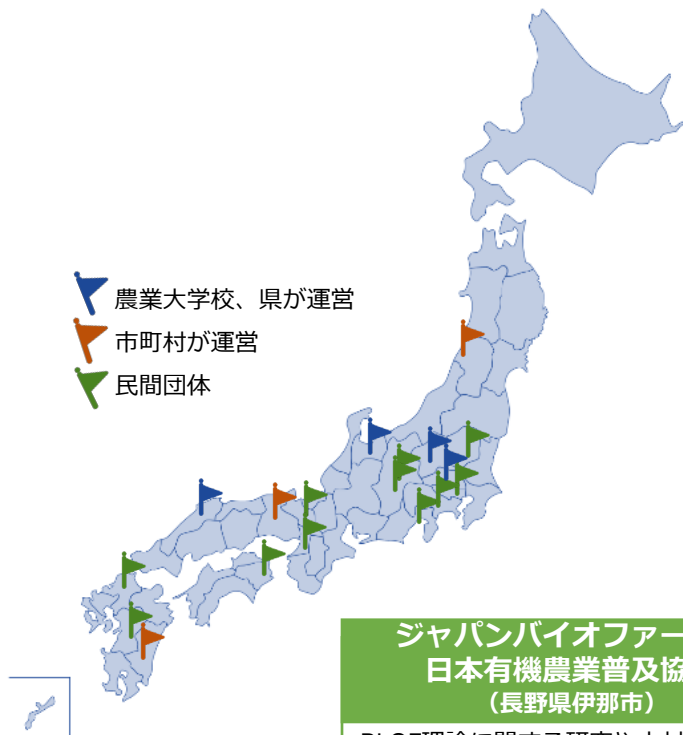 農業大学校、県が運営
市町村が運営
民間団体
ジャパンバイオファー
日本有機農業普及協
（長野県伊那市）